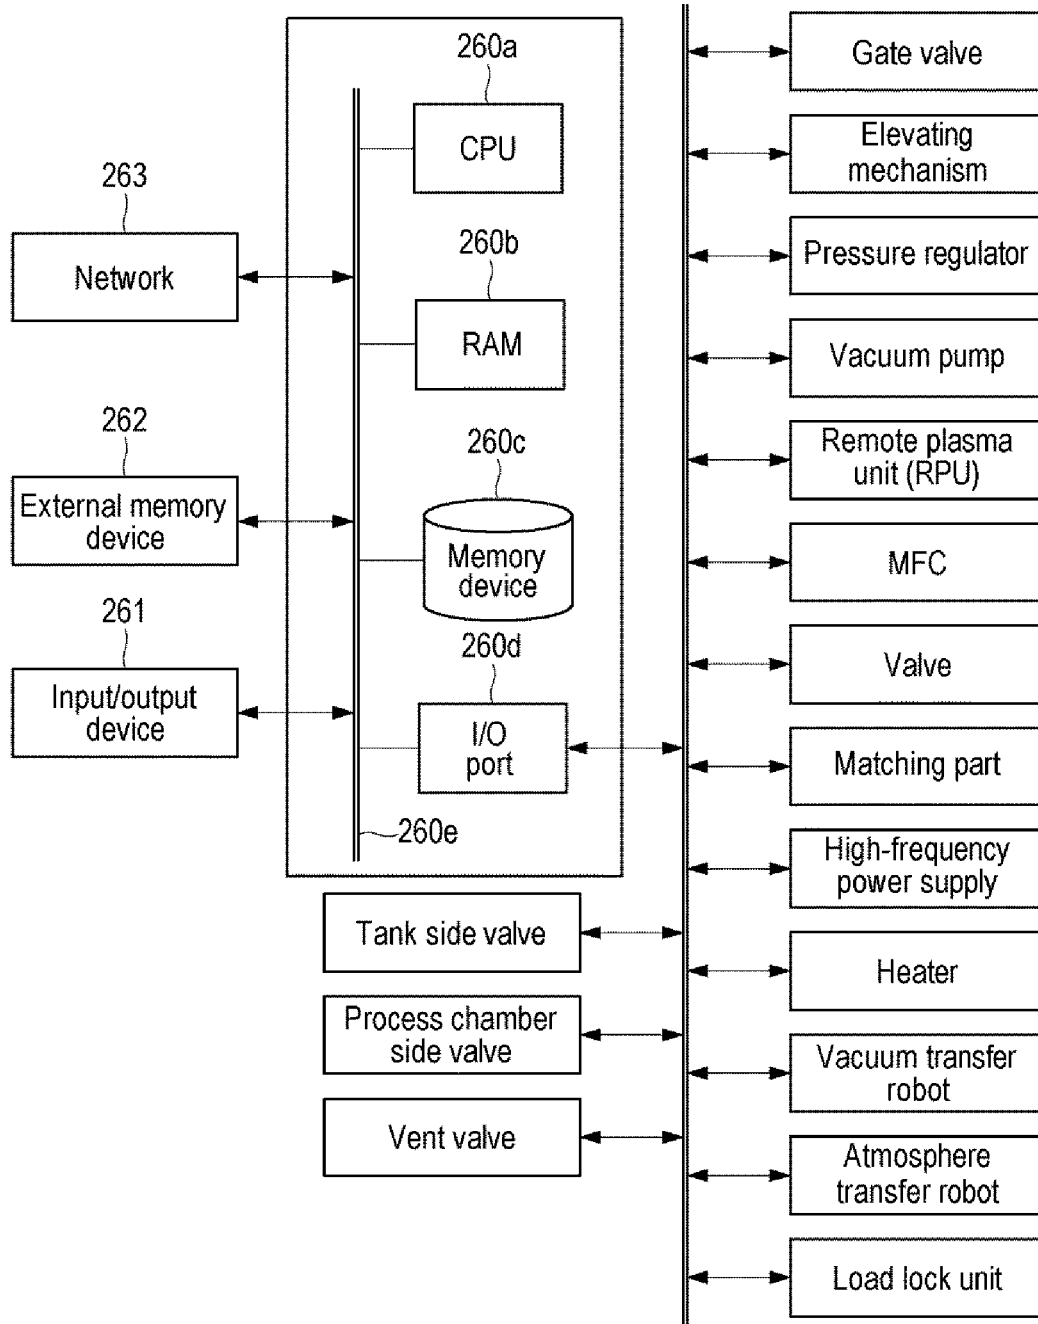 260a
CPU
263
Network
260b
RAM
262
External memory
device
260c
Memory
device
261
Input/output
device
260d
I/O
port
260e
Tank side valve
Process chamber
side valve
Vent valve
Gate valve
Elevating
mechanism
Pressure regulator
Vacuum pump
Remote plasma
unit (RPU)
MFC
Valve
Matching part
High-frequency
power supply
Heater
Vacuum transfer
robot
Atmosphere
transfer robot
Load lock unit